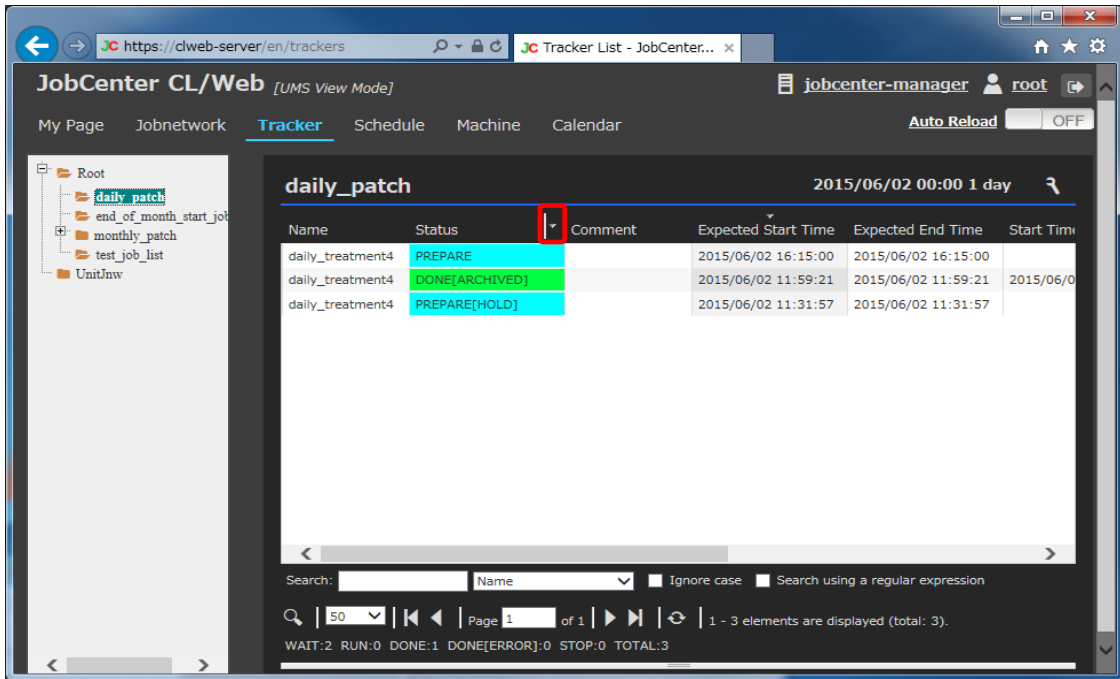 JC https://clweb-server/en/trackers
JC Tracker List - JobCenter...
JobCenter CL/Web [UMS View Mode]
jobcenter-manager root
My Page Jobnetwork Tracker Schedule Machine Calendar
Auto Reload OFF
Root
daily_patch
end_of_month_start_job
monthly_patch
test_job_list
UnitJnw
daily_patch 2015/06/02 00:00 1 day
Name Status Comment Expected Start Time Expected End Time Start Time
daily_treatment4 PREPARE 2015/06/02 16:15:00 2015/06/02 16:15:00
daily_treatment4 DONE[ARCHIVED] 2015/06/02 11:59:21 2015/06/02 11:59:21 2015/06/0
daily_treatment4 PREPARE[HOLD] 2015/06/02 11:31:57 2015/06/02 11:31:57
Search: Name Ignore case Search using a regular expression
50 Page 1 of 1 1 - 3 elements are displayed (total: 3).
WAIT:2 RUN:0 DONE:1 DONE[ERROR]:0 STOP:0 TOTAL:3